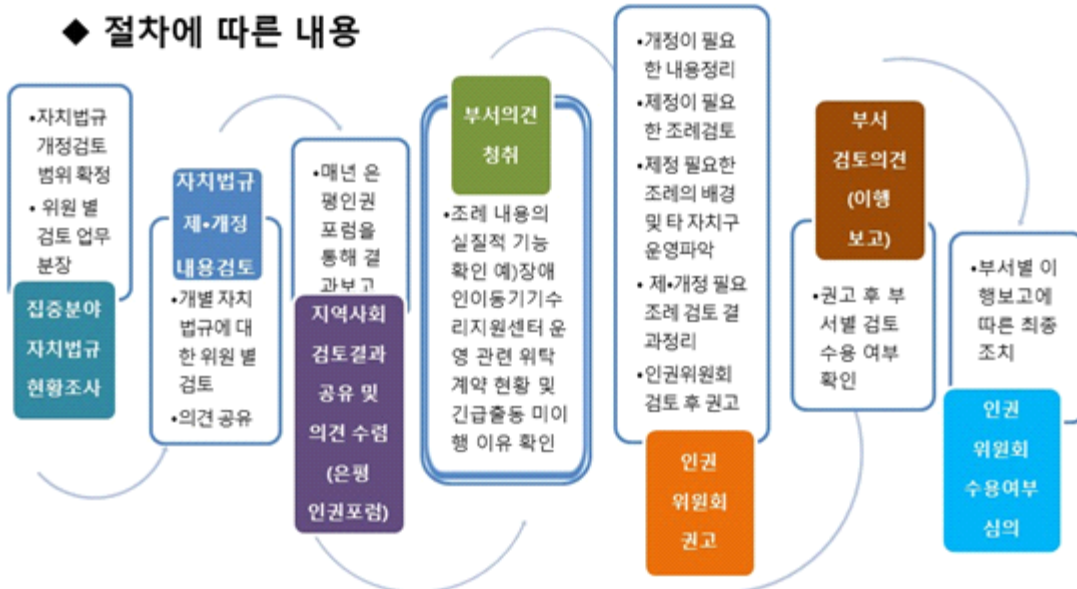 ◆ 절차에 따른 내용
•자치법규
개정검토
범위 확정
• 위원 별
검토 업무
분장
집중분야
자치법규
현황조사
자치법규
제•개정
내용검토
•개별 자치
법규에 대
한 위원 별
검토
•의견 공유
•매년 은
평인권
포럼을
통해 결
과보고
지역사회
검토결과
공유 및
의견 수렴
(은평
인권포럼)
부서의견
청취
•조례 내용의
실질적 기능
확인 예)장애
인이동기기수
리지원센터 운
영 관련 위탁
계약 현황 및
긴급출동 미이
행 이유 확인
•개정이 필요
한 내용정리
•제정이 필요
한 조례검토
•제정 필요한
조례의 배경
및 타 자치구
운영파악
• 제•개정 필요
조례 검토 결
과정리
•인권위원회
검토 후 권고
인권
위원회
권고
부서
검토의견
(이행
보고)
•권고 후 부
서별 검토
수용 여부
확인
•부서별 이
행보고에
따른 최종
조치
인권
위원회
수용여부
심의